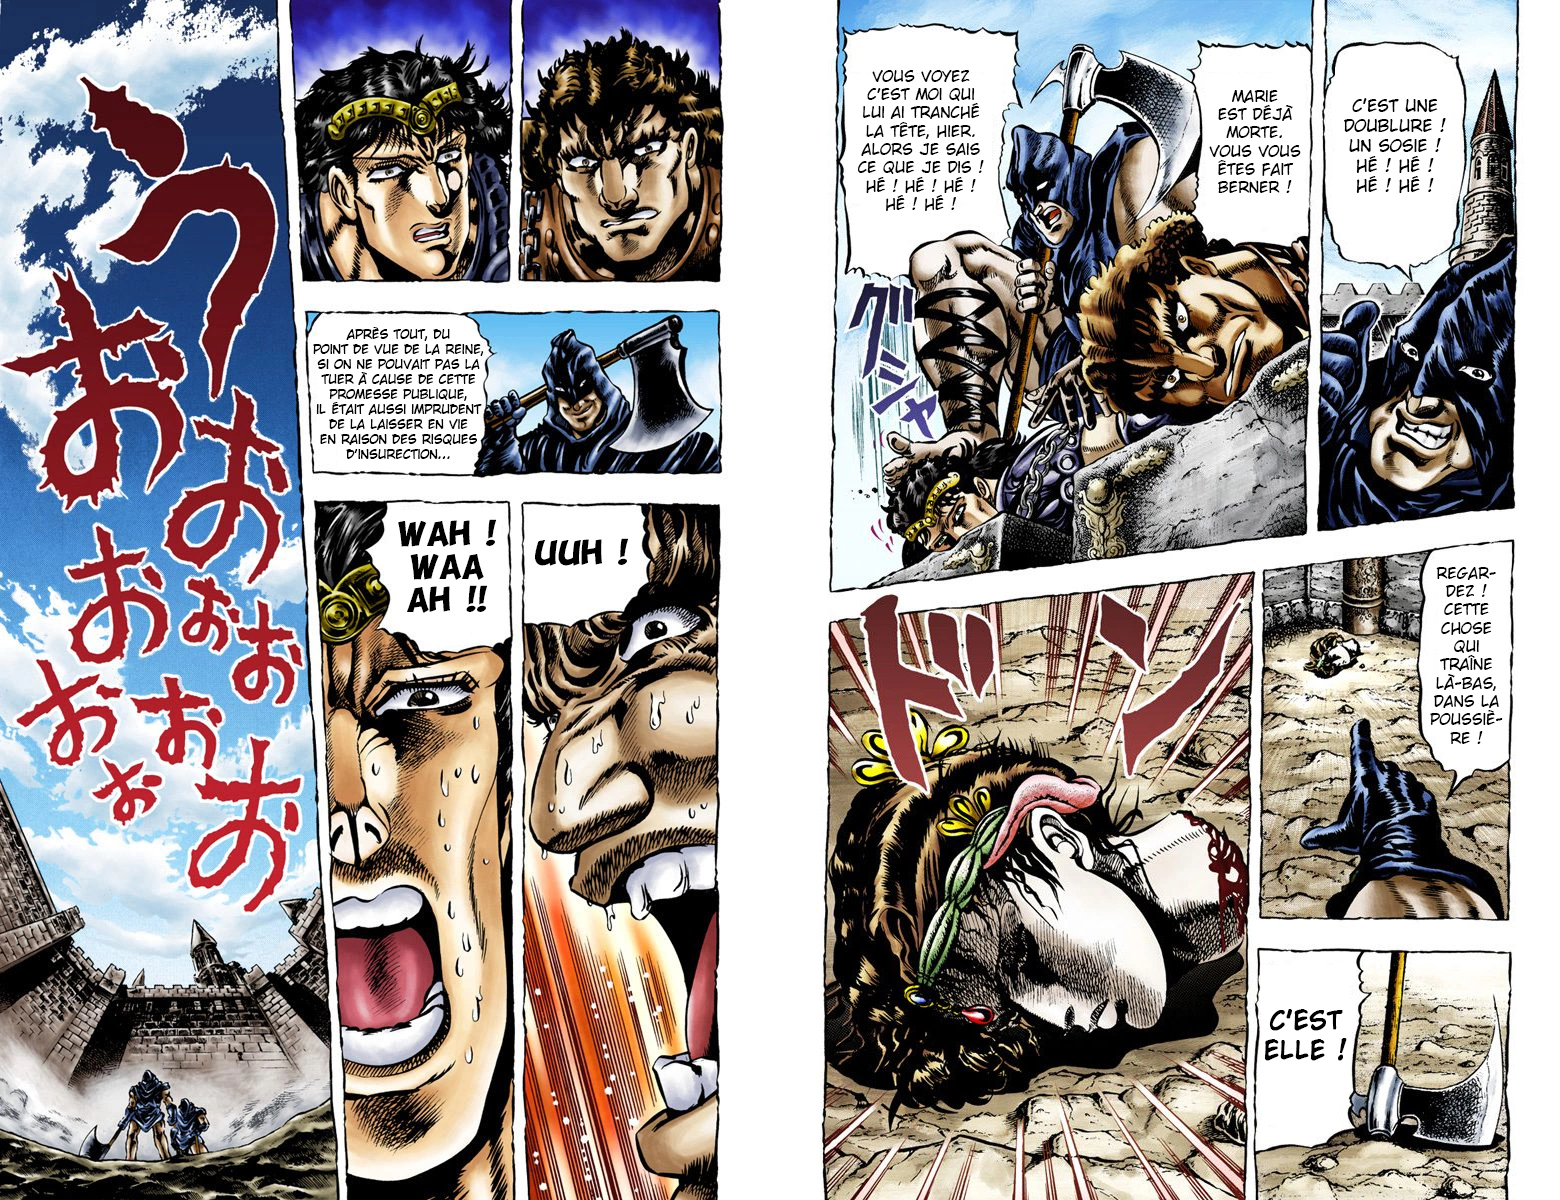 C'EST UNE
DOUBLURE !
UN SOSIE !
HÉ ! HÉ !
HÉ ! HÉ !
MARIE
EST DÉJÀ
MORTE.
VOUS VOUS
ÊTES FAIT
BERNER !
VOUS VOYEZ
C'EST MOI QUI
LUI AI TRANCHÉ
LA TÊTE, HIER.
ALORS JE SAIS
CE QUE JE DIS !
HÉ ! HÉ ! HÉ !
HÉ ! HÉ !
グシャ
REGAR-
DEZ !
CETTE
CHOSE
QUI
TRAÎNE
LÀ-BAS,
DANS LA
POUSSIÈ-
RE !
C'EST
ELLE !
ドン
APRÈS TOUT, DU
POINT DE VUE DE LA REINE,
SI ON NE POUVAIT PAS LA
TUER À CAUSE DE CETTE
PROMESSE PUBLIQUE,
IL ÉTAIT AUSSI IMPRUDENT
DE LA LAISSER EN VIE
EN RAISON DES RISQUES
D'INSURECTION...
UUH !
WAH !
WAA
AH !!
うおおおおおおおおおぉ